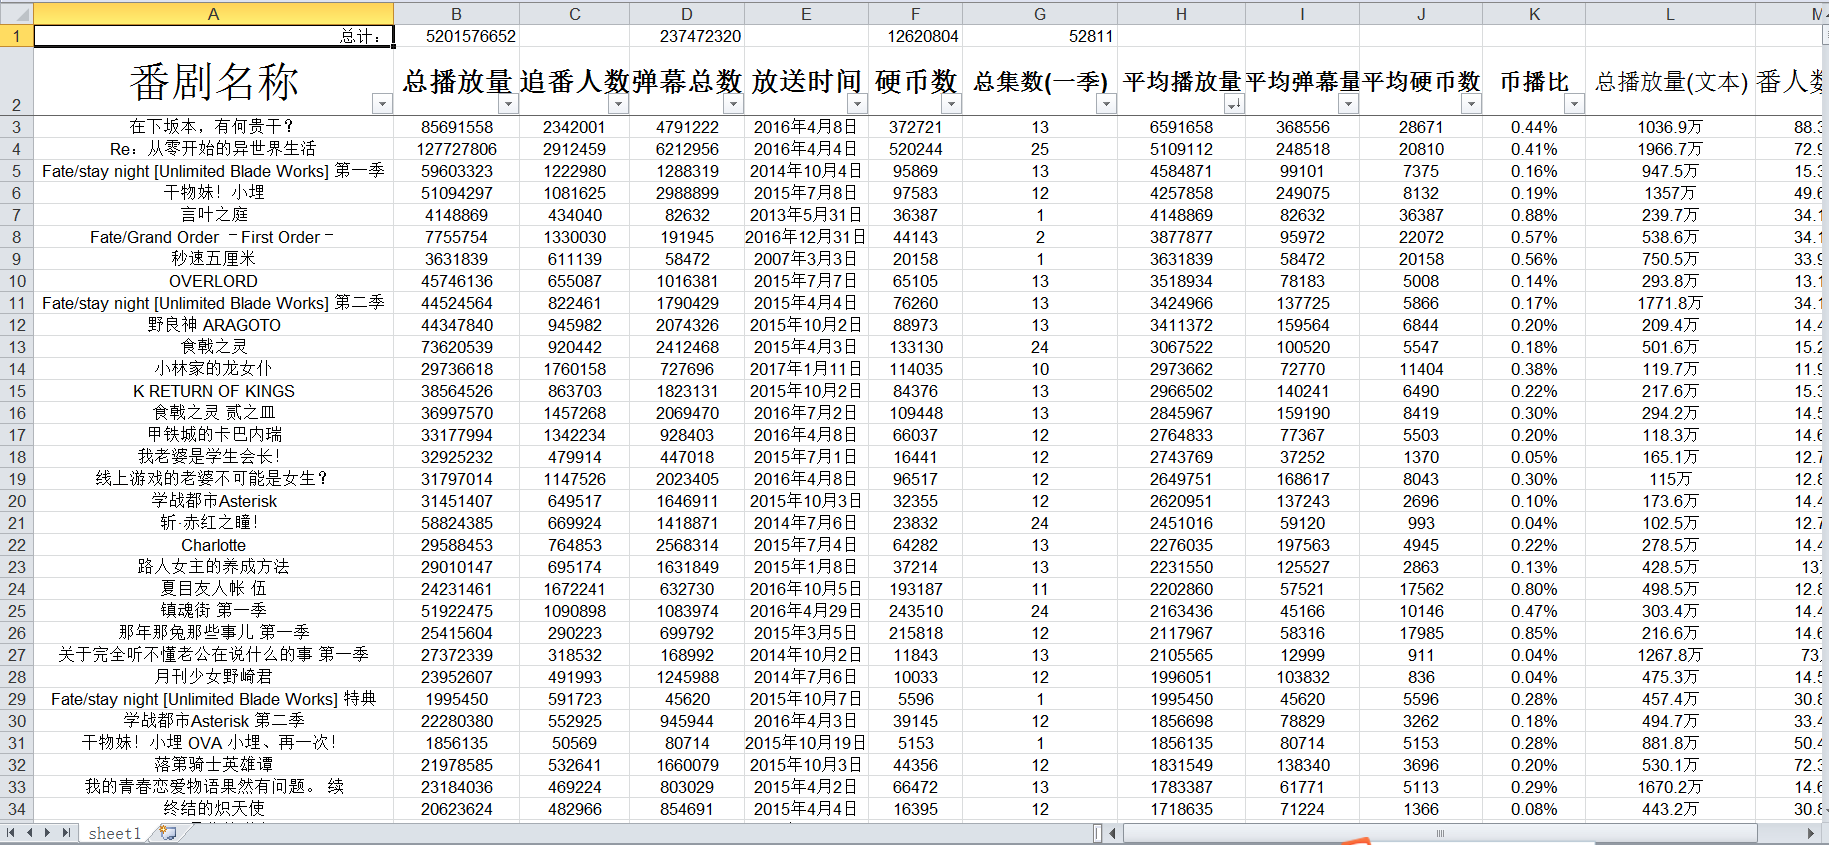 A B C D E F G H I J K L M
1 总计： 5201576652 237472320 12620804 52811
2 番剧名称 总播放量 追番人数 弹幕总数 放送时间 硬币数 总集数(一季) 平均播放量 平均弹幕量 平均硬币数 币播比 总播放量(文本) 番人数
3 在下坂本，有何贵干？ 85691558 2342001 4791222 2016年4月8日 372721 13 6591658 368556 28671 0.44% 1036.9万 88.3
4 Re：从零开始的异世界生活 127727806 2912459 6212956 2016年4月4日 520244 25 5109112 248518 20810 0.41% 1966.7万 72.9
5 Fate/stay night [Unlimited Blade Works] 第一季 59603323 1222980 1288319 2014年10月4日 95869 13 4584871 99101 7375 0.16% 947.5万 15.3
6 干物妹！小埋 51094297 1081625 2988899 2015年7月8日 97583 12 4257858 249075 8132 0.19% 1357万 49.6
7 言叶之庭 4148869 434040 82632 2013年5月31日 36387 1 4148869 82632 36387 0.88% 239.7万 34.1
8 Fate/Grand Order －First Order－ 7755754 1330030 191945 2016年12月31日 44143 2 3877877 95972 22072 0.57% 538.6万 34.1
9 秒速五厘米 3631839 611139 58472 2007年3月3日 20158 1 3631839 58472 20158 0.56% 750.5万 33.9
10 OVERLORD 45746136 655087 1016381 2015年7月7日 65105 13 3518934 78183 5008 0.14% 293.8万 13.1
11 Fate/stay night [Unlimited Blade Works] 第二季 44524564 822461 1790429 2015年4月4日 76260 13 3424966 137725 5866 0.17% 1771.8万 34.1
12 野良神 ARAGOTO 44347840 945982 2074326 2015年10月2日 88973 13 3411372 159564 6844 0.20% 209.4万 14.4
13 食戟之灵 73620539 920442 2412468 2015年4月3日 133130 24 3067522 100520 5547 0.18% 501.6万 15.2
14 小林家的龙女仆 29736618 1760158 727696 2017年1月11日 114035 10 2973662 72770 11404 0.38% 119.7万 11.9
15 K RETURN OF KINGS 38564526 863703 1823131 2015年10月2日 84376 13 2966502 140241 6490 0.22% 217.6万 15.3
16 食戟之灵 贰之皿 36997570 1457268 2069470 2016年7月2日 109448 13 2845967 159190 8419 0.30% 294.2万 14.5
17 甲铁城的卡巴内瑞 33177994 1342234 928403 2016年4月8日 66037 12 2764833 77367 5503 0.20% 118.3万 14.6
18 我老婆是学生会长！ 32925232 479914 447018 2015年7月1日 16441 12 2743769 37252 1370 0.05% 165.1万 12.7
19 线上游戏的老婆不可能是女生？ 31797014 1147526 2023405 2016年4月8日 96517 12 2649751 168617 8043 0.30% 115万 12.8
20 学战都市Asterisk 31451407 649517 1646911 2015年10月3日 32355 12 2620951 137243 2696 0.10% 173.6万 14.4
21 斩·赤红之瞳！ 58824385 669924 1418871 2014年7月6日 23832 24 2451016 59120 993 0.04% 102.5万 12.7
22 Charlotte 29588453 764853 2568314 2015年7月4日 64282 13 2276035 197563 4945 0.22% 278.5万 14.4
23 路人女主的养成方法 29010147 695174 1631849 2015年1月8日 37214 13 2231550 125527 2863 0.13% 428.5万 13
24 夏目友人帐 伍 24231461 1672241 632730 2016年10月5日 193187 11 2202860 57521 17562 0.80% 498.5万 12.8
25 镇魂街 第一季 51922475 1090898 1083974 2016年4月29日 243510 24 2163436 45166 10146 0.47% 303.4万 14.4
26 那年那兔那些事儿 第一季 25415604 290223 699792 2015年3月5日 215818 12 2117967 58316 17985 0.85% 216.6万 14.6
27 关于完全听不懂老公在说什么的事 第一季 27372339 318532 168992 2014年10月2日 11843 13 2105565 12999 911 0.04% 1267.8万 73
28 月刊少女野崎君 23952607 491993 1245988 2014年7月6日 10033 12 1996051 103832 836 0.04% 475.3万 14.5
29 Fate/stay night [Unlimited Blade Works] 特典 1995450 591723 45620 2015年10月7日 5596 1 1995450 45620 5596 0.28% 457.4万 30.8
30 学战都市Asterisk 第二季 22280380 552925 945944 2016年4月3日 39145 12 1856698 78829 3262 0.18% 494.7万 33.4
31 干物妹！小埋 OVA 小埋、再一次！ 1856135 50569 80714 2015年10月19日 5153 1 1856135 80714 5153 0.28% 881.8万 50.4
32 落第骑士英雄谭 21978585 532641 1660079 2015年10月3日 44356 12 1831549 138340 3696 0.20% 530.1万 72.3
33 我的青春恋爱物语果然有问题。 续 23184036 469224 803029 2015年4月2日 66472 13 1783387 61771 5113 0.29% 1670.2万 14.6
34 终结的炽天使 20623624 482966 854691 2015年4月4日 16395 12 1718635 71224 1366 0.08% 443.2万 30.8
sheet1